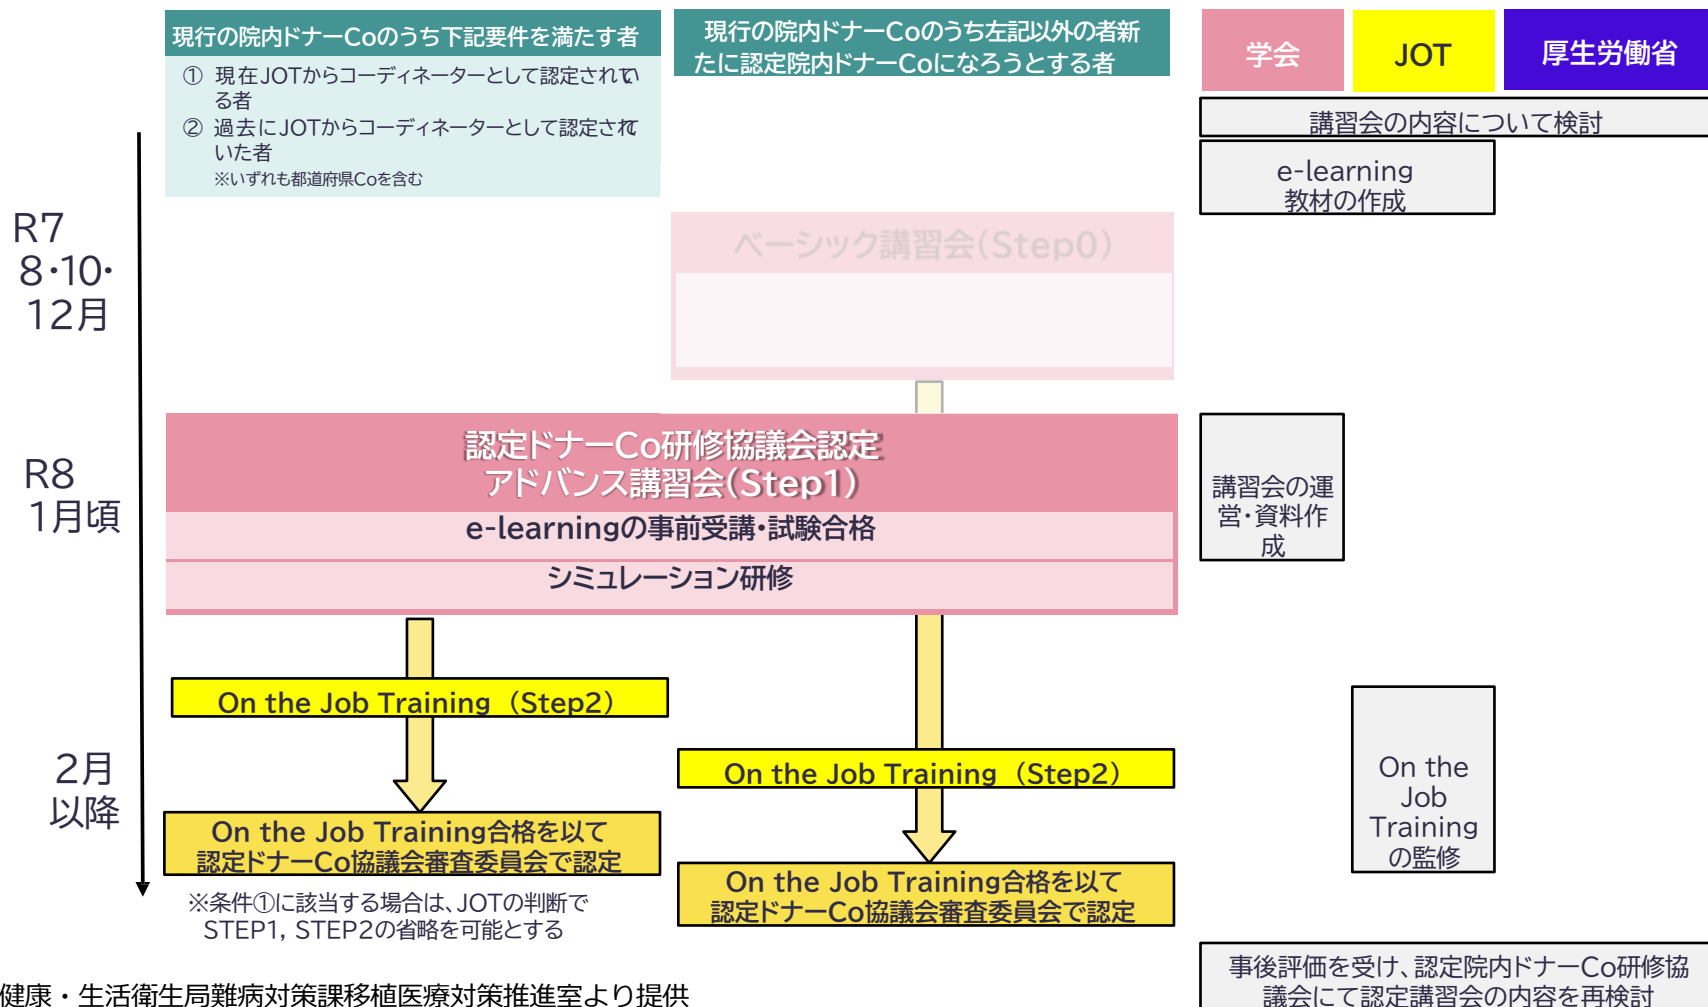 現行の院内ドナーCoのうち下記要件を満たす者
① 現在JOTからコーディネーターとして認定されてい
る者
② 過去にJOTからコーディネーターとして認定されて
いた者
※いずれも都道府県Coを含む
現行の院内ドナーCoのうち左記以外の者新
たに認定院内ドナーCoになろうとする者
学会
JOT
厚生労働省
講習会の内容について検討
e-learning
教材の作成
R7
8・10・
12月
ベーシック講習会(Step0)
R8
1月頃
認定ドナーCo研修協議会認定
アドバンス講習会(Step1)
e-learningの事前受講・試験合格
シミュレーション研修
講習会の運
営・資料作
成
2月
以降
On the Job Training (Step2)
On the Job Training合格を以て
認定ドナーCo協議会審査委員会で認定
※条件①に該当する場合は、JOTの判断で
STEP1, STEP2の省略を可能とする
On the Job Training (Step2)
On the Job Training合格を以て
認定ドナーCo協議会審査委員会で認定
On the
Job
Training
の監修
事後評価を受け、認定院内ドナーCo研修協
議会にて認定講習会の内容を再検討
健康・生活衛生局難病対策課移植医療対策推進室より提供